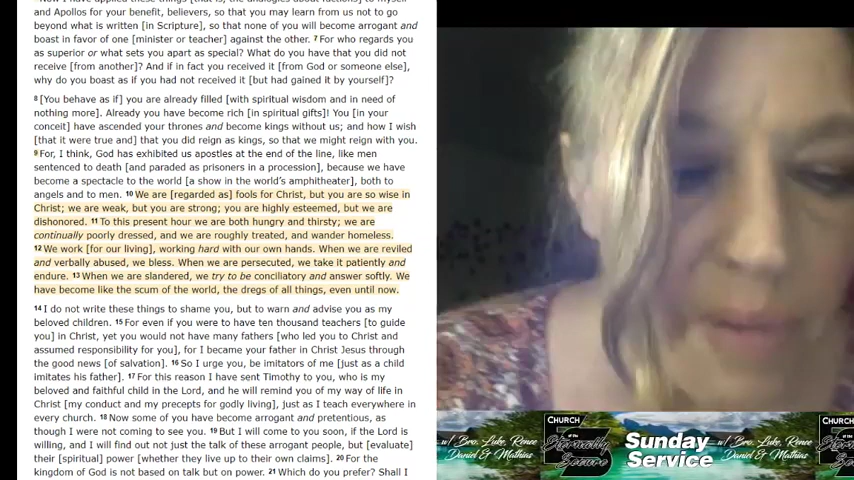 Now I have applied these things [that is, the analogies about factions] to myself
and Apollos for your benefit, believers, so that you may learn from us not to go
beyond what is written [in Scripture], so that none of you will become arrogant and
boast in favor of one [minister or teacher] against the other. 7 For who regards you
as superior or what sets you apart as special? What do you have that you did not
receive [from another]? And if in fact you received it [from God or someone else],
why do you boast as if you had not received it [but had gained it by yourself]?
8 [You behave as if] you are already filled [with spiritual wisdom and in need of
nothing more]. Already you have become rich [in spiritual gifts]! You [in your
conceit] have ascended your thrones and become kings without us; and how I wish
[that it were true and] that you did reign as kings, so that we might reign with you.
9 For, I think, God has exhibited us apostles at the end of the line, like men
sentenced to death [and paraded as prisoners in a procession], because we have
become a spectacle to the world [a show in the world's amphitheater], both to
angels and to men. 10 We are [regarded as] fools for Christ, but you are so wise in
Christ; we are weak, but you are strong; you are highly esteemed, but we are
dishonored. 11 To this present hour we are both hungry and thirsty; we are
continually poorly dressed, and we are roughly treated, and wander homeless.
12 We work [for our living], working hard with our own hands. When we are reviled
and verbally abused, we bless. When we are persecuted, we take it patiently and
endure. 13 When we are slandered, we try to be conciliatory and answer softly. We
have become like the scum of the world, the dregs of all things, even until now.
14 I do not write these things to shame you, but to warn and advise you as my
beloved children. 15 For even if you were to have ten thousand teachers [to guide
you] in Christ, yet you would not have many fathers [who led you to Christ and
assumed responsibility for you], for I became your father in Christ Jesus through
the good news [of salvation]. 16 So I urge you, be imitators of me [just as a child
imitates his father]. 17 For this reason I have sent Timothy to you, who is my
beloved and faithful child in the Lord, and he will remind you of my way of life in
Christ [my conduct and my precepts for godly living], just as I teach everywhere in
every church. 18 Now some of you have become arrogant and pretentious, as
though I were not coming to see you. 19 But I will come to you soon, if the Lord is
willing, and I will find out not just the talk of these arrogant people, but [evaluate]
their [spiritual] power [whether they live up to their own claims]. 20 For the
kingdom of God is not based on talk but on power. 21 Which do you prefer? Shall I
w/ Bro. Luke, Renee
Daniel & Mathias
CHURCH
of the
Eternally
Secure
Sunday
Service
w/ Bro. Luke, Renee
Daniel & Mathias
CHURCH